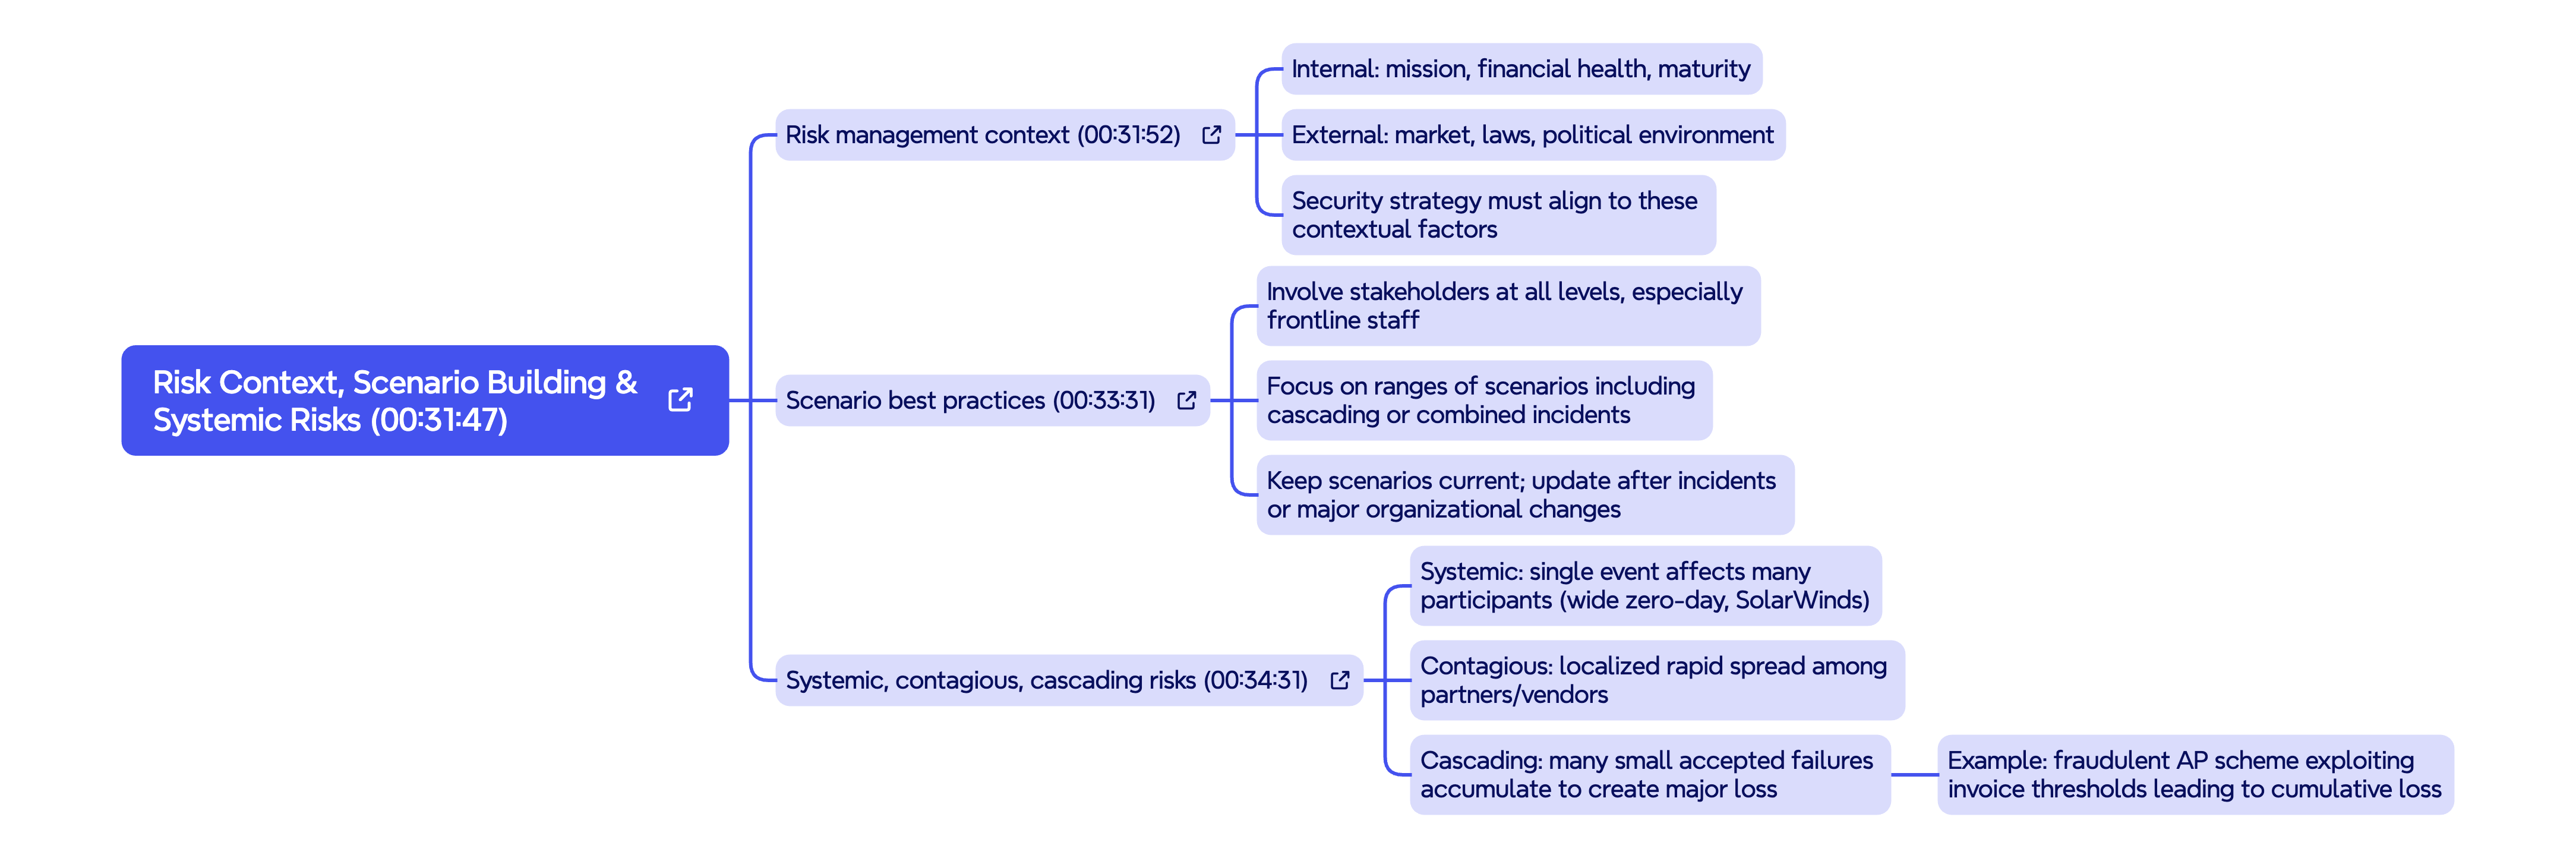 Risk Context, Scenario Building &
Systemic Risks (00:31:47)
Risk management context (00:31:52)
Internal: mission, financial health, maturity
External: market, laws, political environment
Security strategy must align to these
contextual factors
Scenario best practices (00:33:31)
Involve stakeholders at all levels, especially
frontline staff
Focus on ranges of scenarios including
cascading or combined incidents
Keep scenarios current; update after incidents
or major organizational changes
Systemic, contagious, cascading risks (00:34:31)
Systemic: single event affects many
participants (wide zero-day, SolarWinds)
Contagious: localized rapid spread among
partners/vendors
Cascading: many small accepted failures
accumulate to create major loss
Example: fraudulent AP scheme exploiting
invoice thresholds leading to cumulative loss